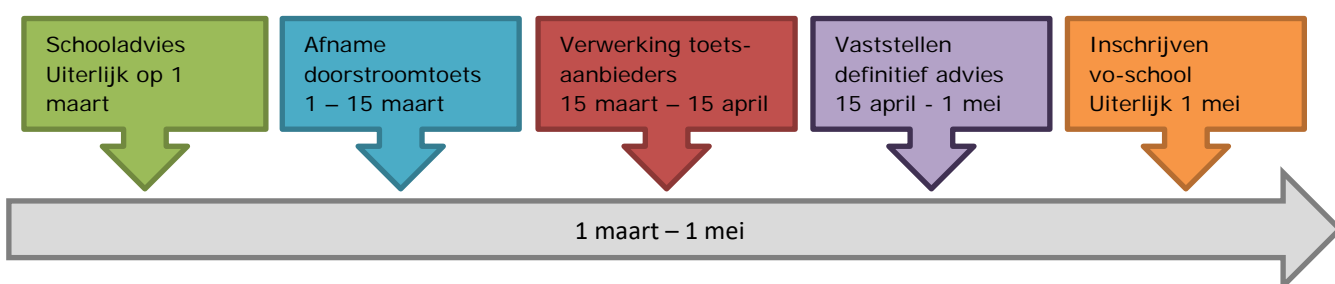 Schooladvies
Uiterlijk op 1
maart
Afname
doorstroomtoets
1 – 15 maart
Verwerking toets-
aanbieders
15 maart – 15 april
Vaststellen
definitief advies
15 april - 1 mei
Inschrijven
vo-school
Uiterlijk 1 mei
1 maart – 1 mei